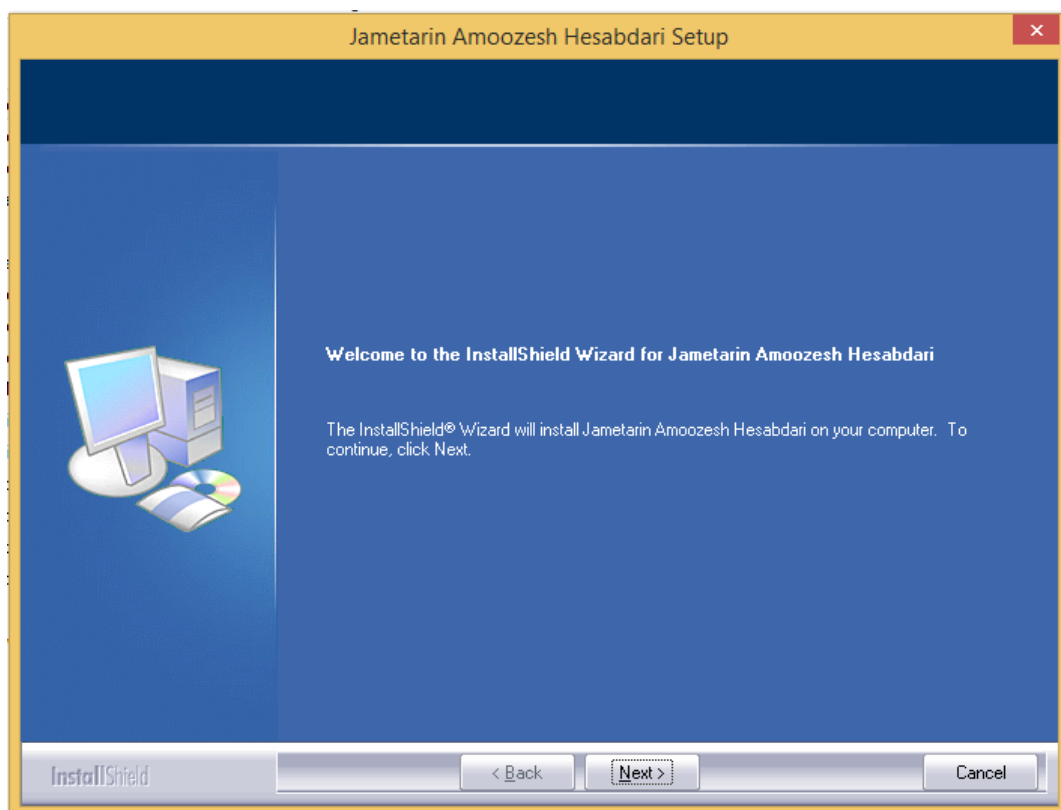 Jametarin Amoozesh Hesabdari Setup
Welcome to the InstallShield Wizard for Jametarin Amoozesh Hesabdari
The InstallShield® Wizard will install Jametarin Amoozesh Hesabdari on your computer. To
continue, click Next.
InstallShield
< Back
Next >
Cancel